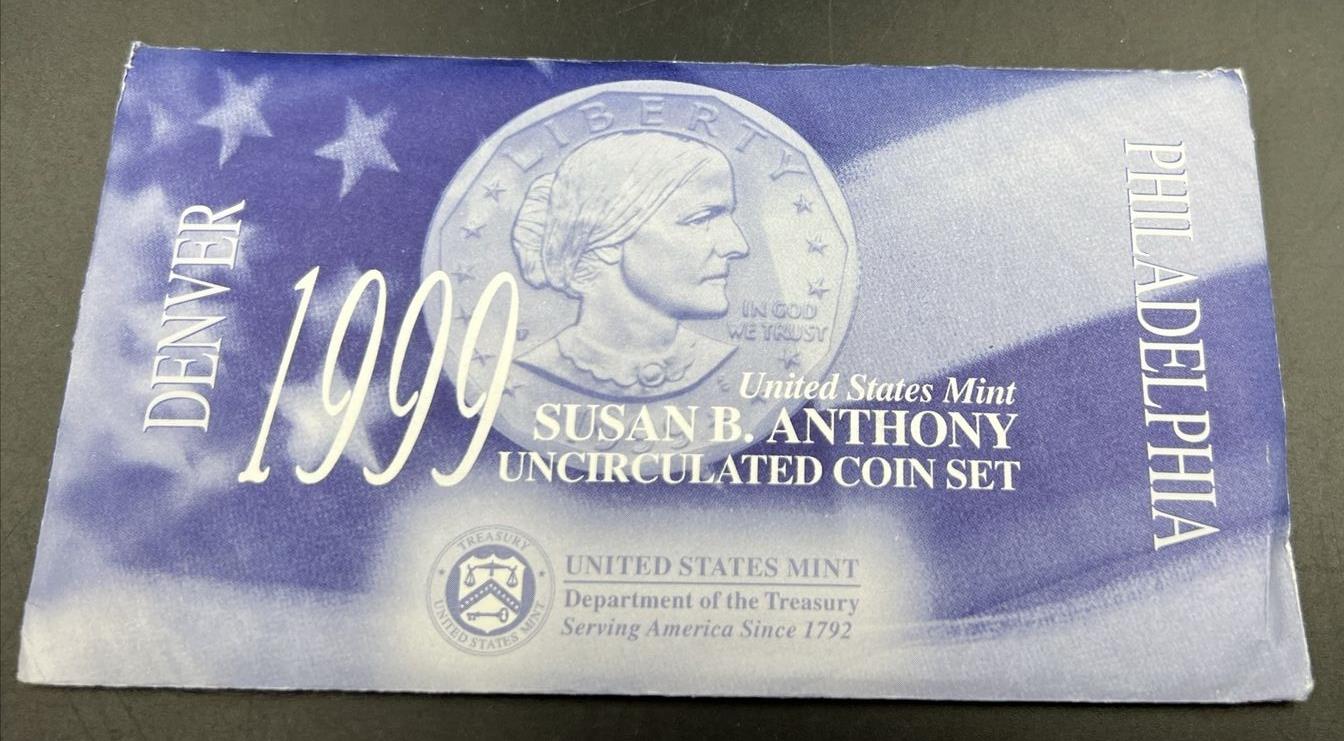 DENVER
1999
LIBERTY
IN GOD
WE TRUST
P
United States Mint
SUSAN B. ANTHONY
UNCIRCULATED COIN SET
PHILADELPHIA
TREASURY
UNITED STATES MINT
UNITED STATES MINT
Department of the Treasury
Serving America Since 1792